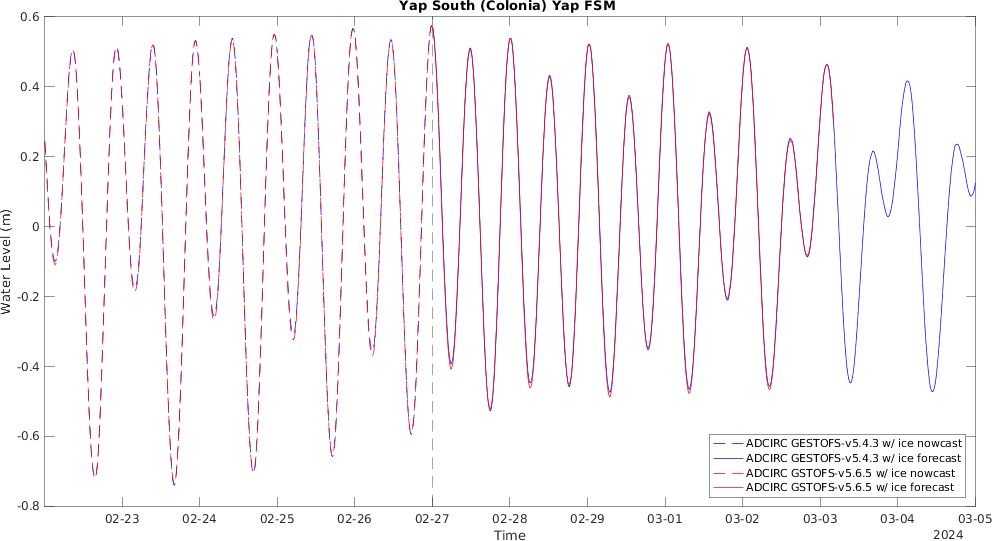 Yap South (Colonia) Yap FSM
0.6
0.4
0.2
0
-0.2
-0.4
-0.6
-0.8
Water Level (m)
ADCIRC GESTOFS-v5.4.3 w/ ice nowcast
ADCIRC GESTOFS-v5.4.3 w/ ice forecast
ADCIRC GSTOFS-v5.6.5 w/ ice nowcast
ADCIRC GSTOFS-v5.6.5 w/ ice forecast
02-23 02-24 02-25 02-26 02-27 02-28 02-29 03-01 03-02 03-03 03-04 03-05
Time
2024